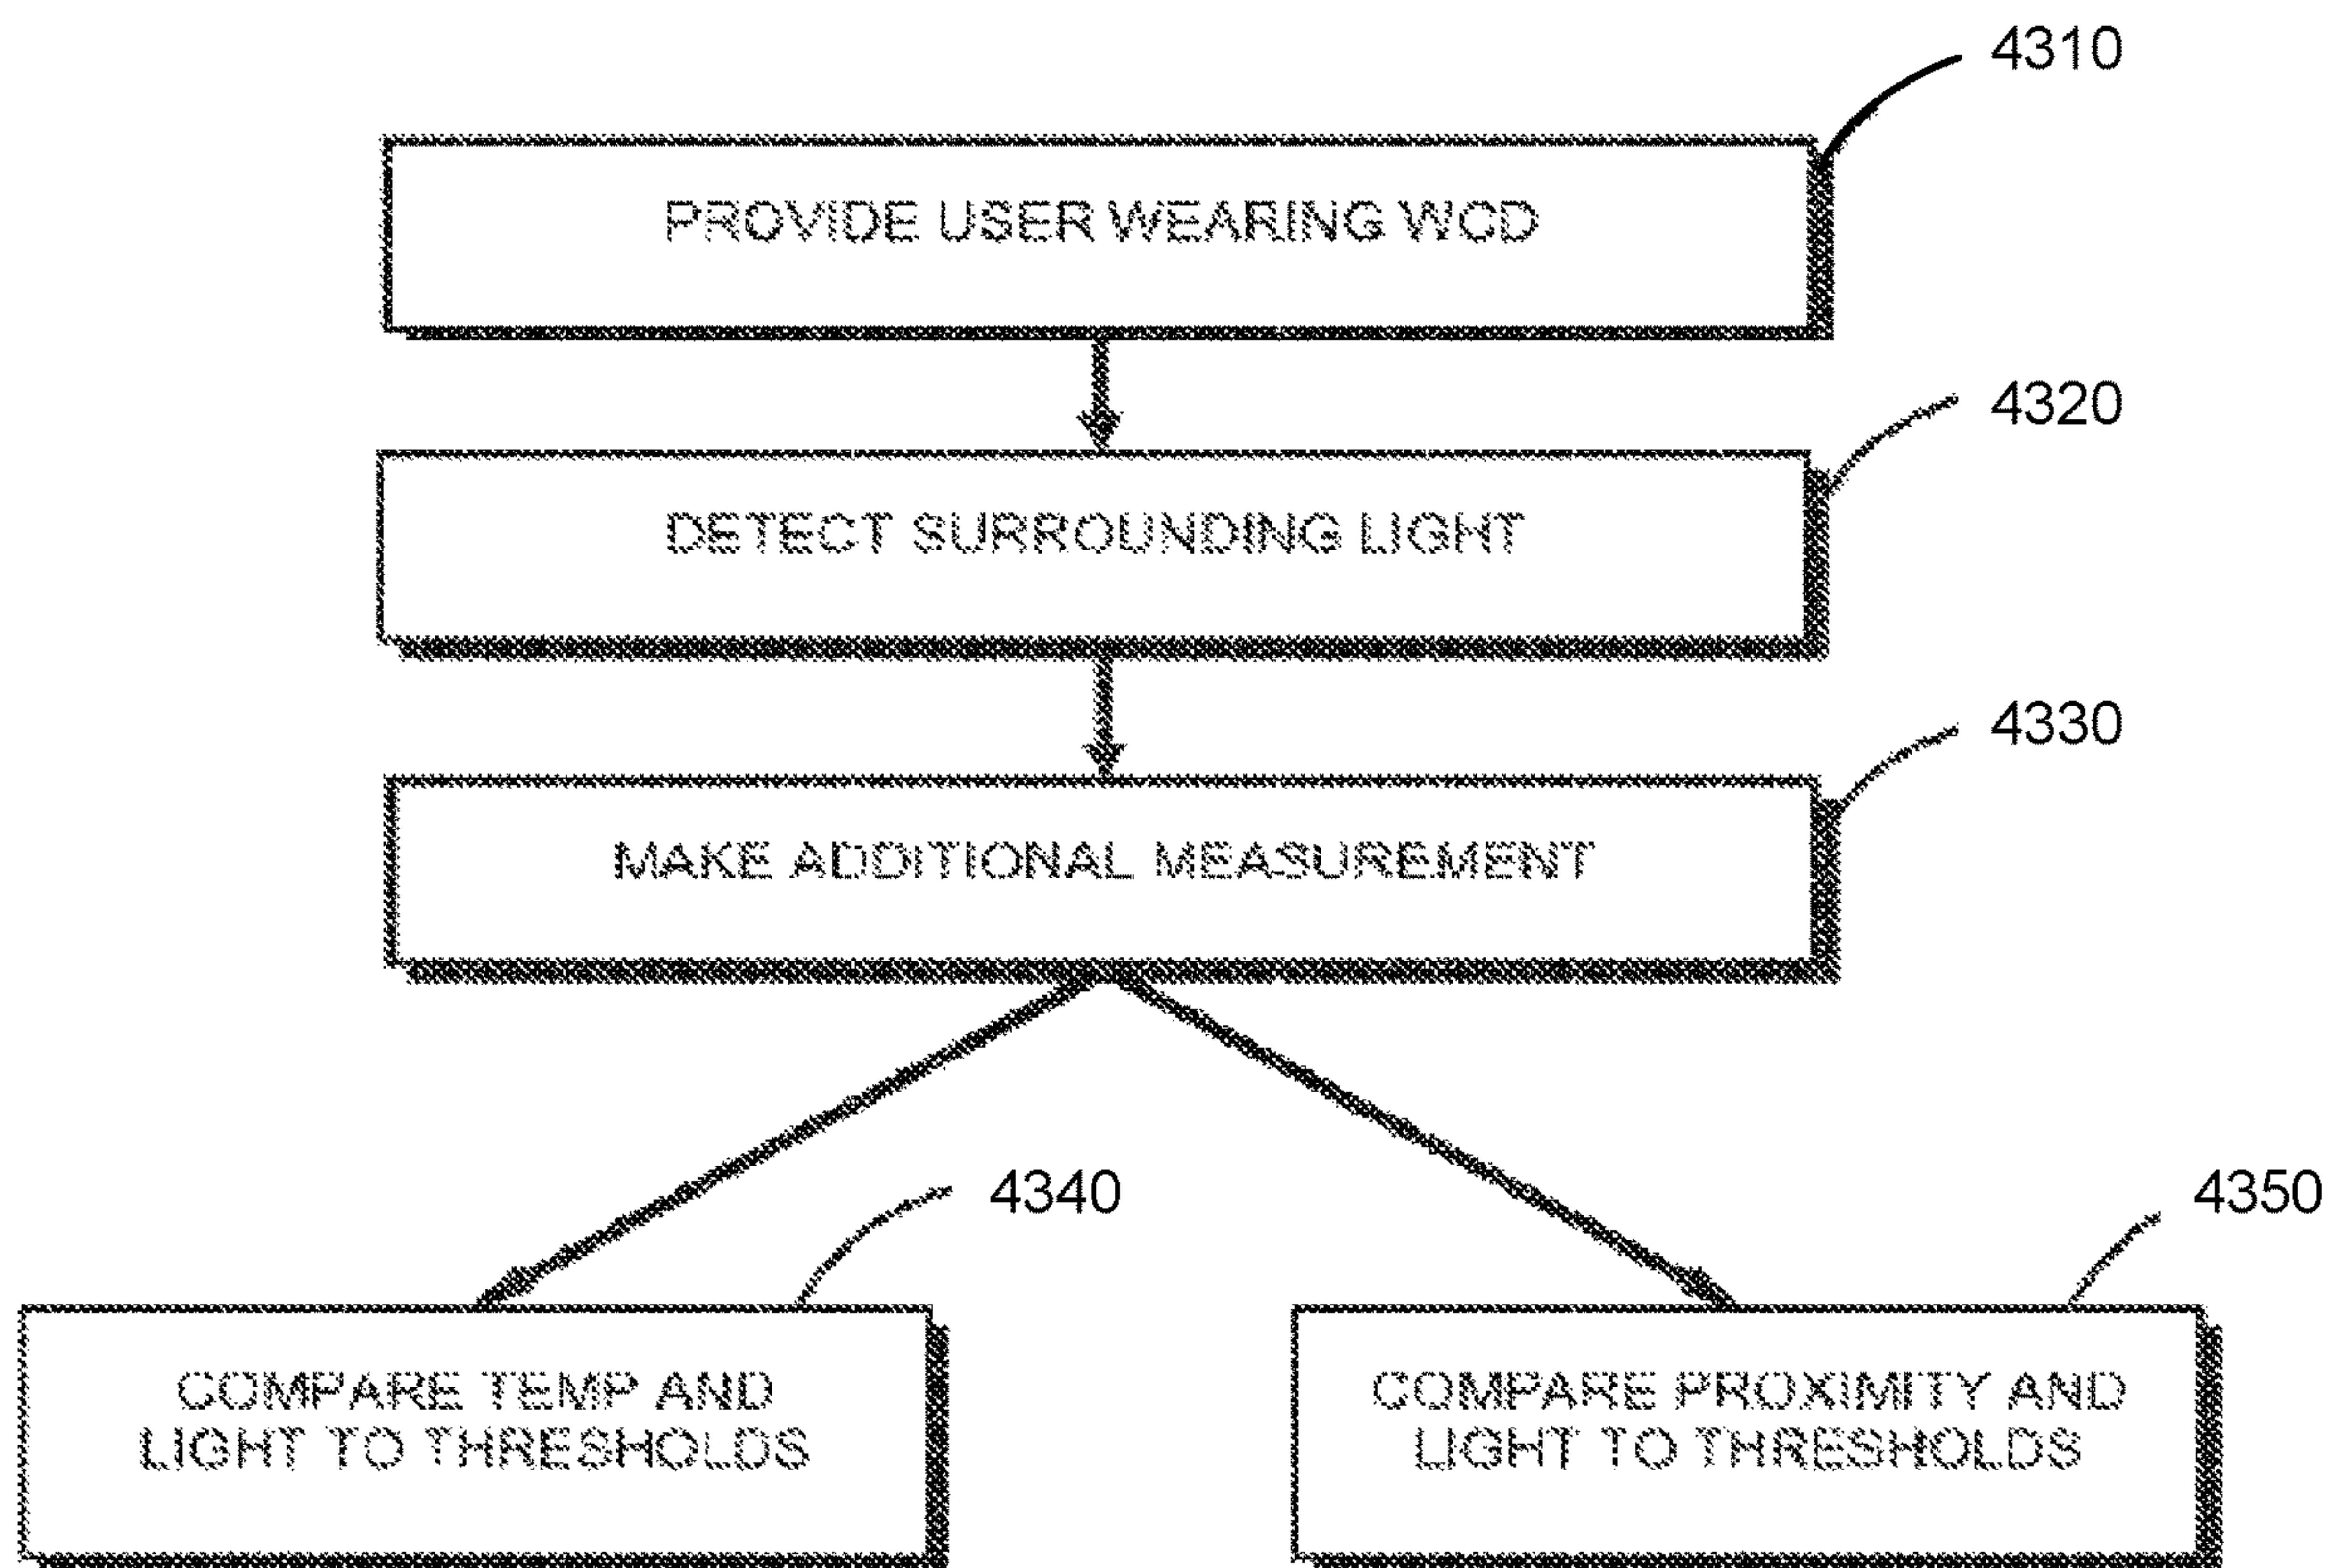 4310
PROVIDE USER WEARING WCD
4320
DETECT SURROUNDING LIGHT
4330
MAKE ADDITIONAL MEASUREMENT
4340
4350
COMPARE TEMP AND
LIGHT TO THRESHOLDS
COMPARE PROXIMITY AND
LIGHT TO THRESHOLDS